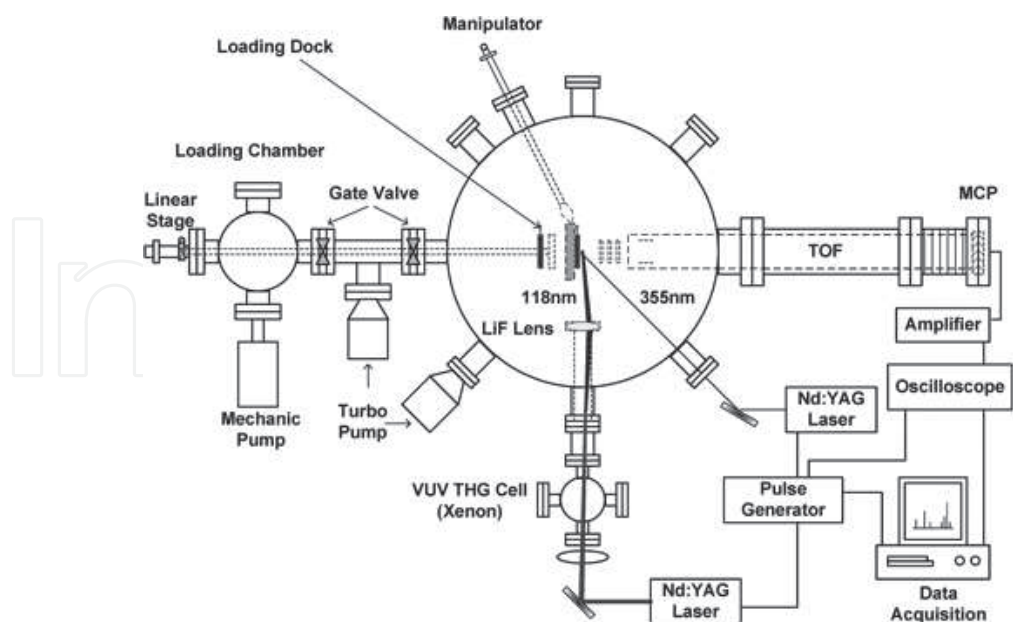 Manipulator
Loading Dock
Loading Chamber
Linear
Stage
Gate Valve
MCP
TOF
118nm
355nm
LiF Lens
Amplifier
Oscilloscope
Nd:YAG
Laser
Mechanic
Pump
Turbo
Pump
VUV THG Cell
(Xenon)
Pulse
Generator
Nd:YAG
Laser
Data
Acquisition
In